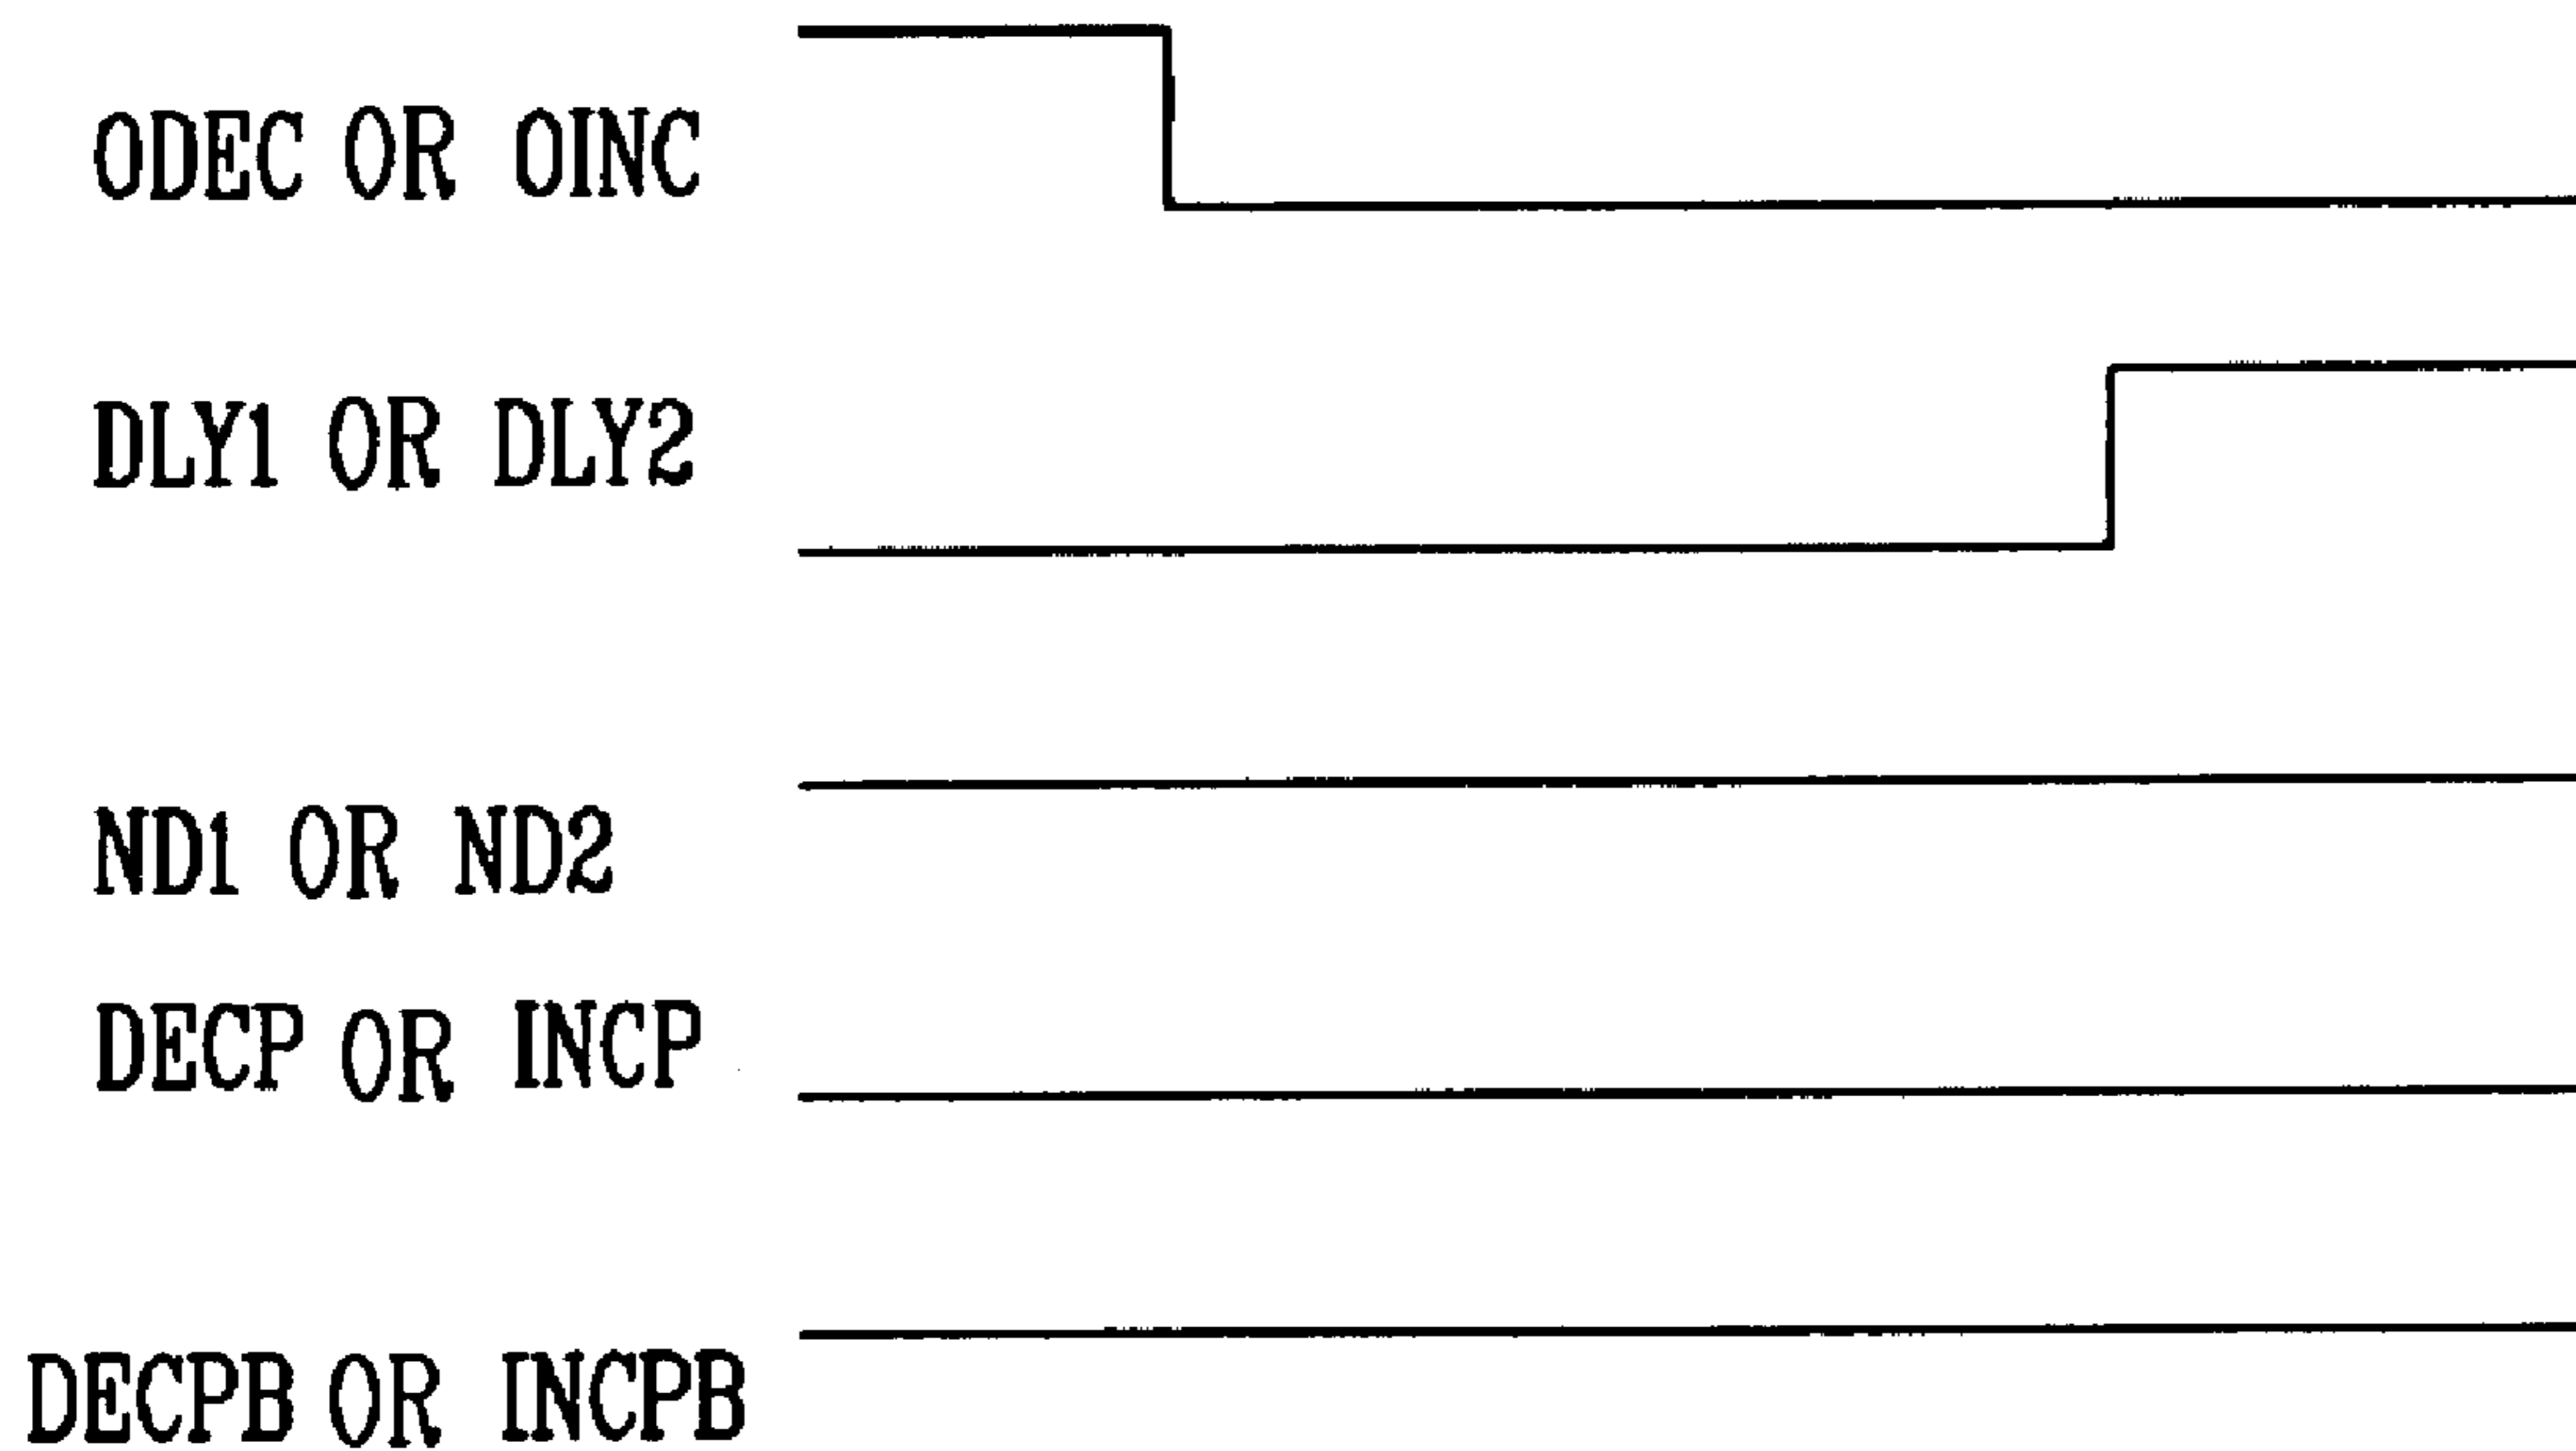 ODEC OR OINC
DLY1 OR DLY2
ND1 OR ND2
DECP OR INCP
DECPB OR INCPB